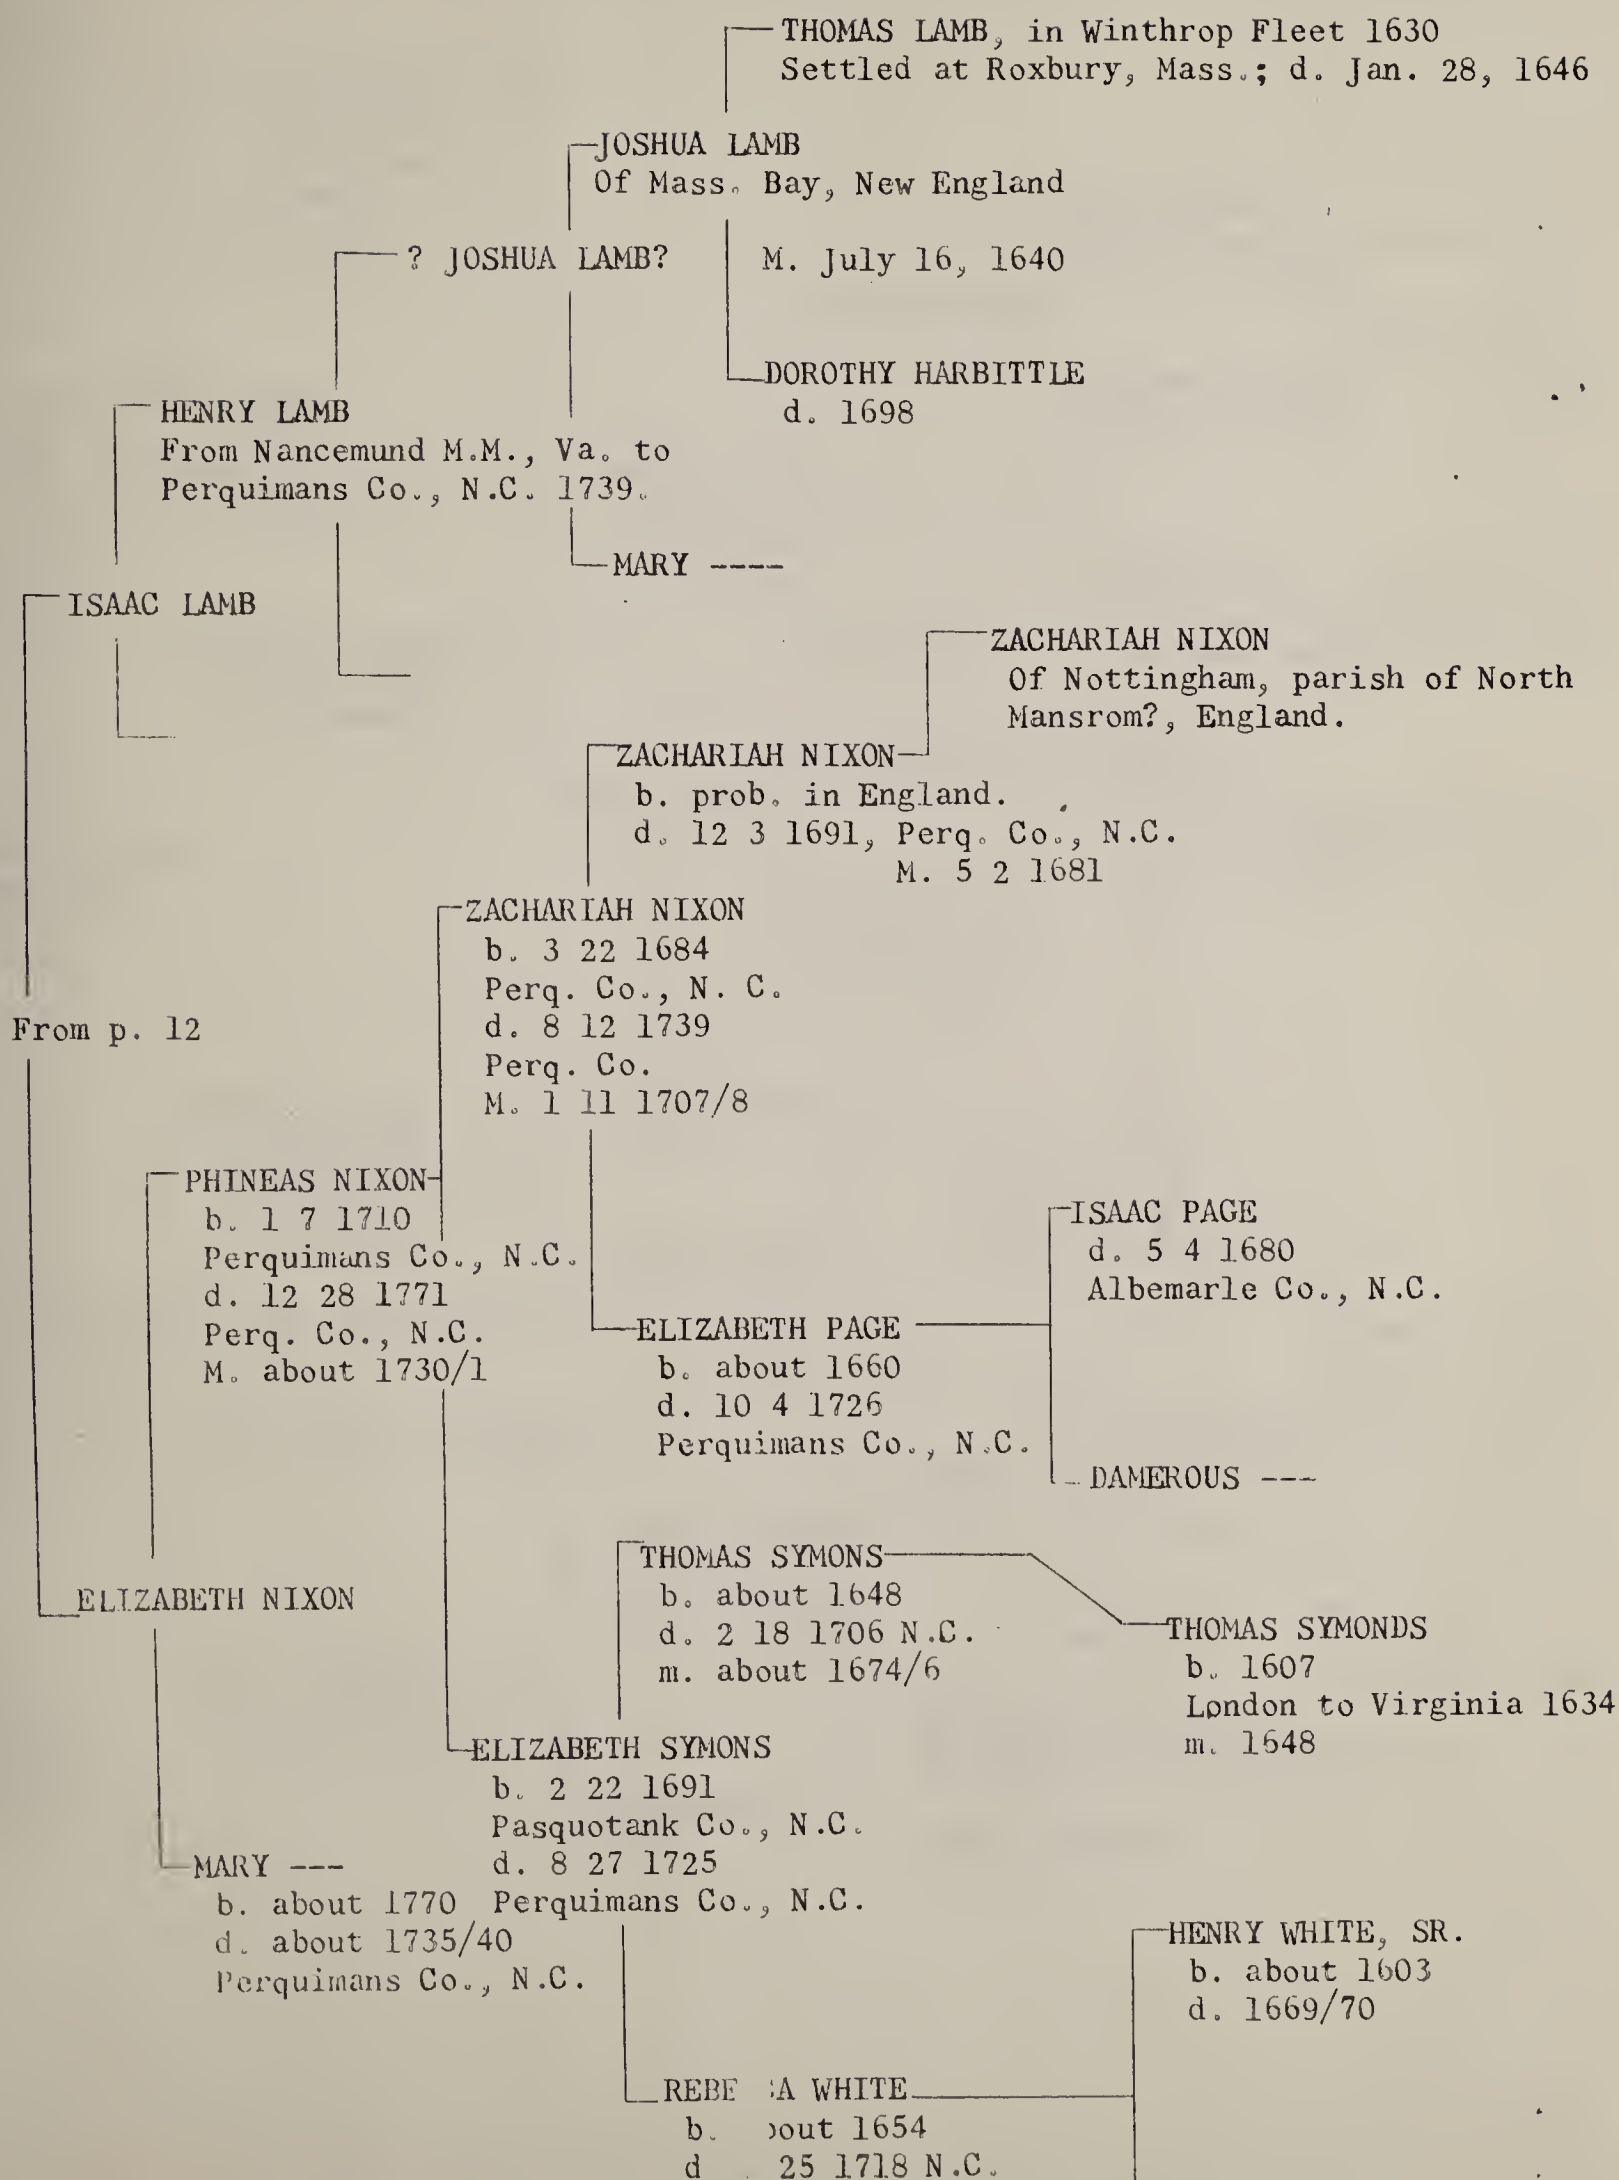 THOMAS LAMB, in Winthrop Fleet 1630
Settled at Roxbury, Mass.; d. Jan. 28, 1646
JOSHUA LAMB
Of Mass. Bay, New England
? JOSHUA LAMB?
M. July 16, 1640
DOROTHY HARBITTLE
d. 1698
HENRY LAMB
From Nancemund M.M., Va. to
Perquimans Co., N.C. 1739.
MARY ----
ISAAC LAMB
ZACHARIAH NIXON
Of Nottingham, parish of North
Mansrom?, England.
ZACHARIAH NIXON
b. prob. in England.
d. 12 3 1691, Perq. Co., N.C.
M. 5 2 1681
ZACHARIAH NIXON
b. 3 22 1684
Perq. Co., N. C.
d. 8 12 1739
Perq. Co.
M. 1 11 1707/8
From p. 12
PHINEAS NIXON
b. 1 7 1710
Perquimans Co., N.C.
d. 12 28 1771
Perq. Co., N.C.
M. about 1730/1
ISAAC PAGE
d. 5 4 1680
Albemarle Co., N.C.
ELIZABETH PAGE
b. about 1660
d. 10 4 1726
Perquimans Co., N.C.
DAMEROUS ---
THOMAS SYMONS
b. about 1648
d. 2 18 1706 N.C.
m. about 1674/6
ELIZABETH NIXON
THOMAS SYMONDS
b. 1607
London to Virginia 1634
m. 1648
ELIZABETH SYMONS
b. 2 22 1691
Pasquotank Co., N.C.
d. 8 27 1725
Perquimans Co., N.C.
MARY ---
b. about 1770
d. about 1735/40
Perquimans Co., N.C.
HENRY WHITE, SR.
b. about 1603
d. 1669/70
WHITE
b. 1654
d 25 1718 N.C.